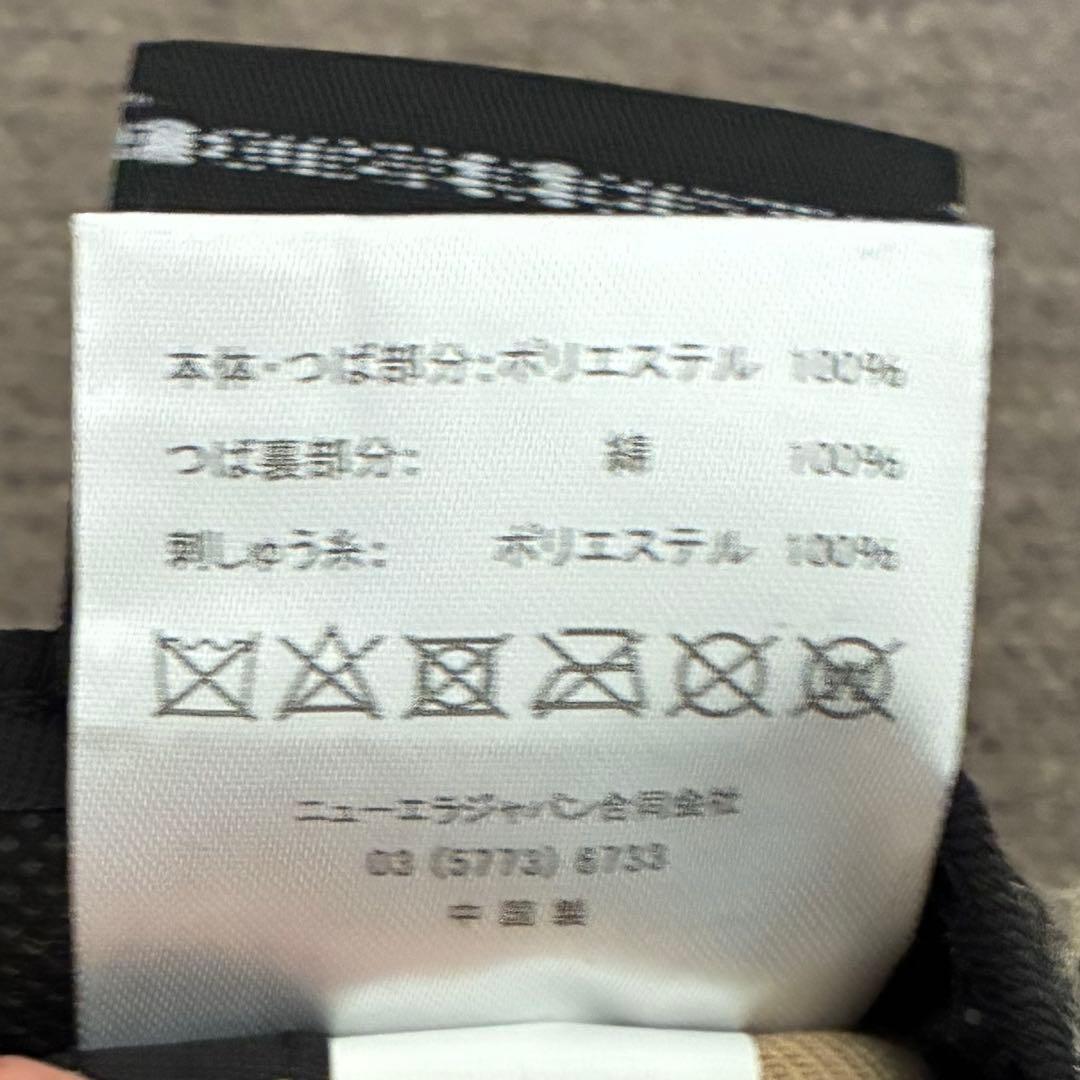 本体・つば部分:ポリエステル 100%
つば裏部分: 綿 100%
刺しゅう糸: ポリエステル 100%
ニューエラジャパン合同会社
03 (5773) 6733
中国製